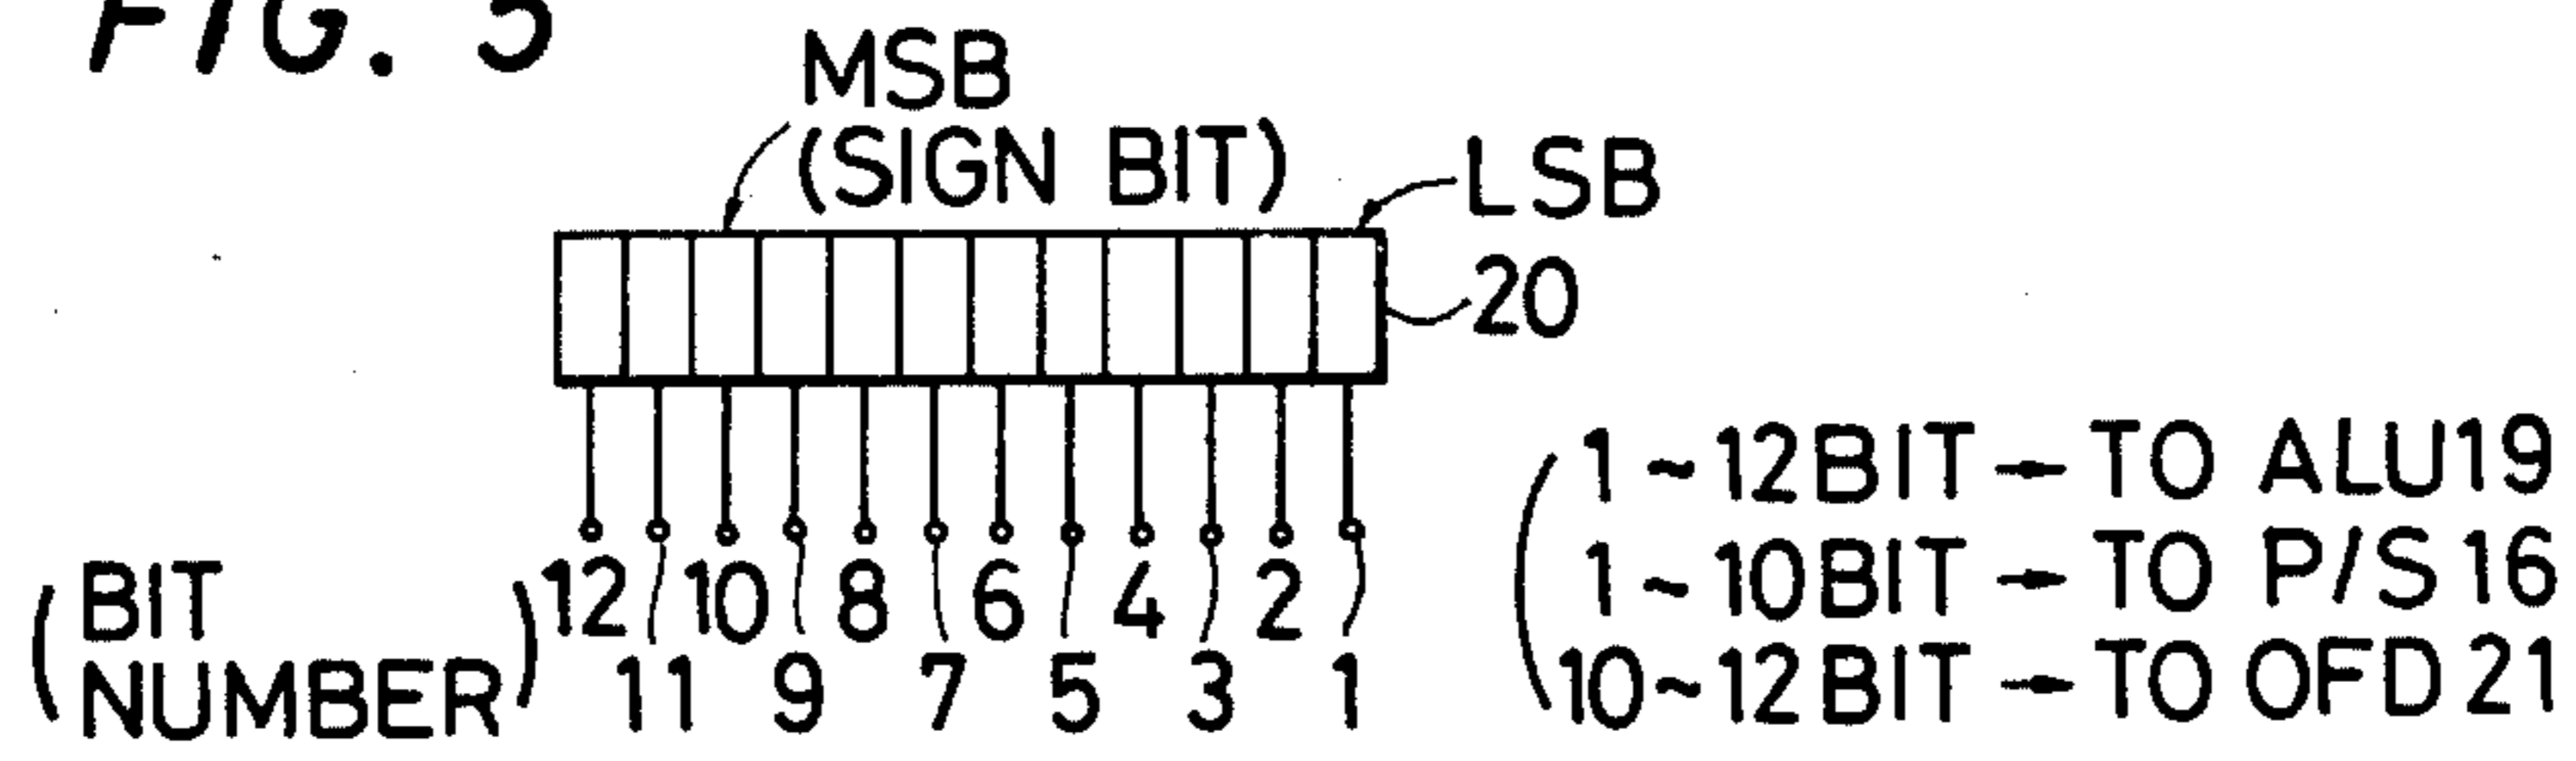 FIG. 5
MSB
(SIGN BIT)
LSB
20
12 10 8 6 4 2
11 9 7 5 3 1
(BIT
NUMBER)
(1~12BIT → TO ALU19
1~10BIT → TO P/S16
10~12BIT → TO OFD21